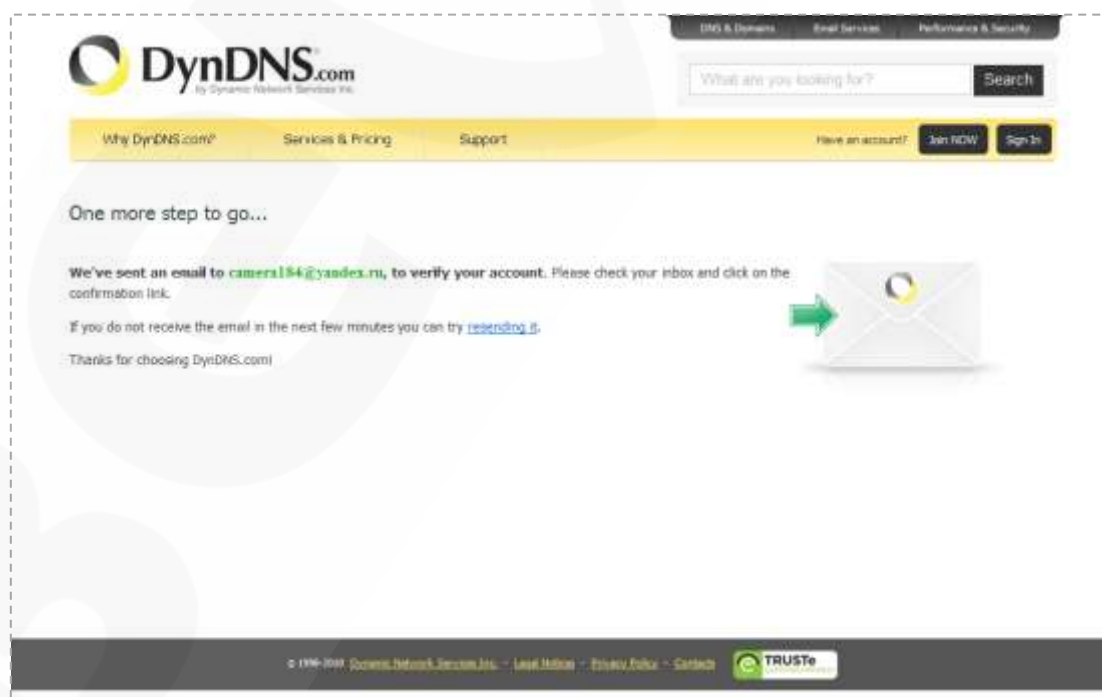 DNS & Domains Email Services Performance & Security
DynDNS.com
by Dynamic Network Services Inc.
What are you looking for? Search
Why DynDNS.com? Services & Pricing Support Have an account? Join NOW Sign In
One more step to go...
We've sent an email to camera184@yandex.ru, to verify your account. Please check your inbox and click on the
confirmation link.
If you do not receive the email in the next few minutes you can try resending it.
Thanks for choosing DynDNS.com!
© 1998-2010 Dynamic Network Services Inc. - Legal Notices - Privacy Policy - Contacts TRUSTe